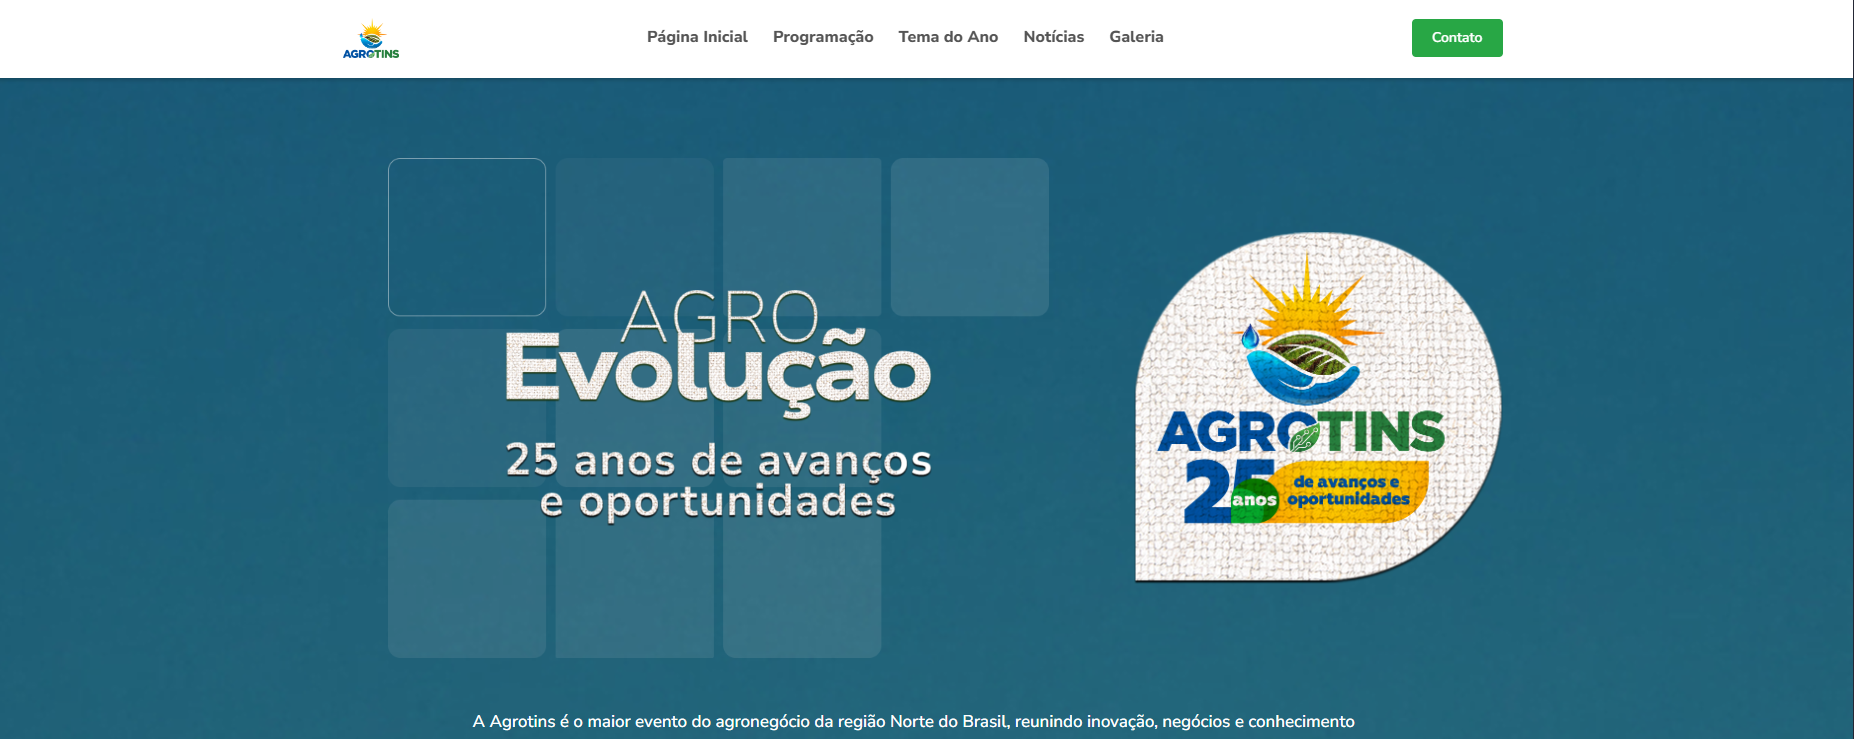 AGROTINS
Página Inicial
Programação
Tema do Ano
Notícias
Galeria
Contato
AGRO
Evolução
25 anos de avanços
e oportunidades
AGROTINS
25 anos
de avanços e
oportunidades
A Agrotins é o maior evento do agronegócio da região Norte do Brasil, reunindo inovação, negócios e conhecimento